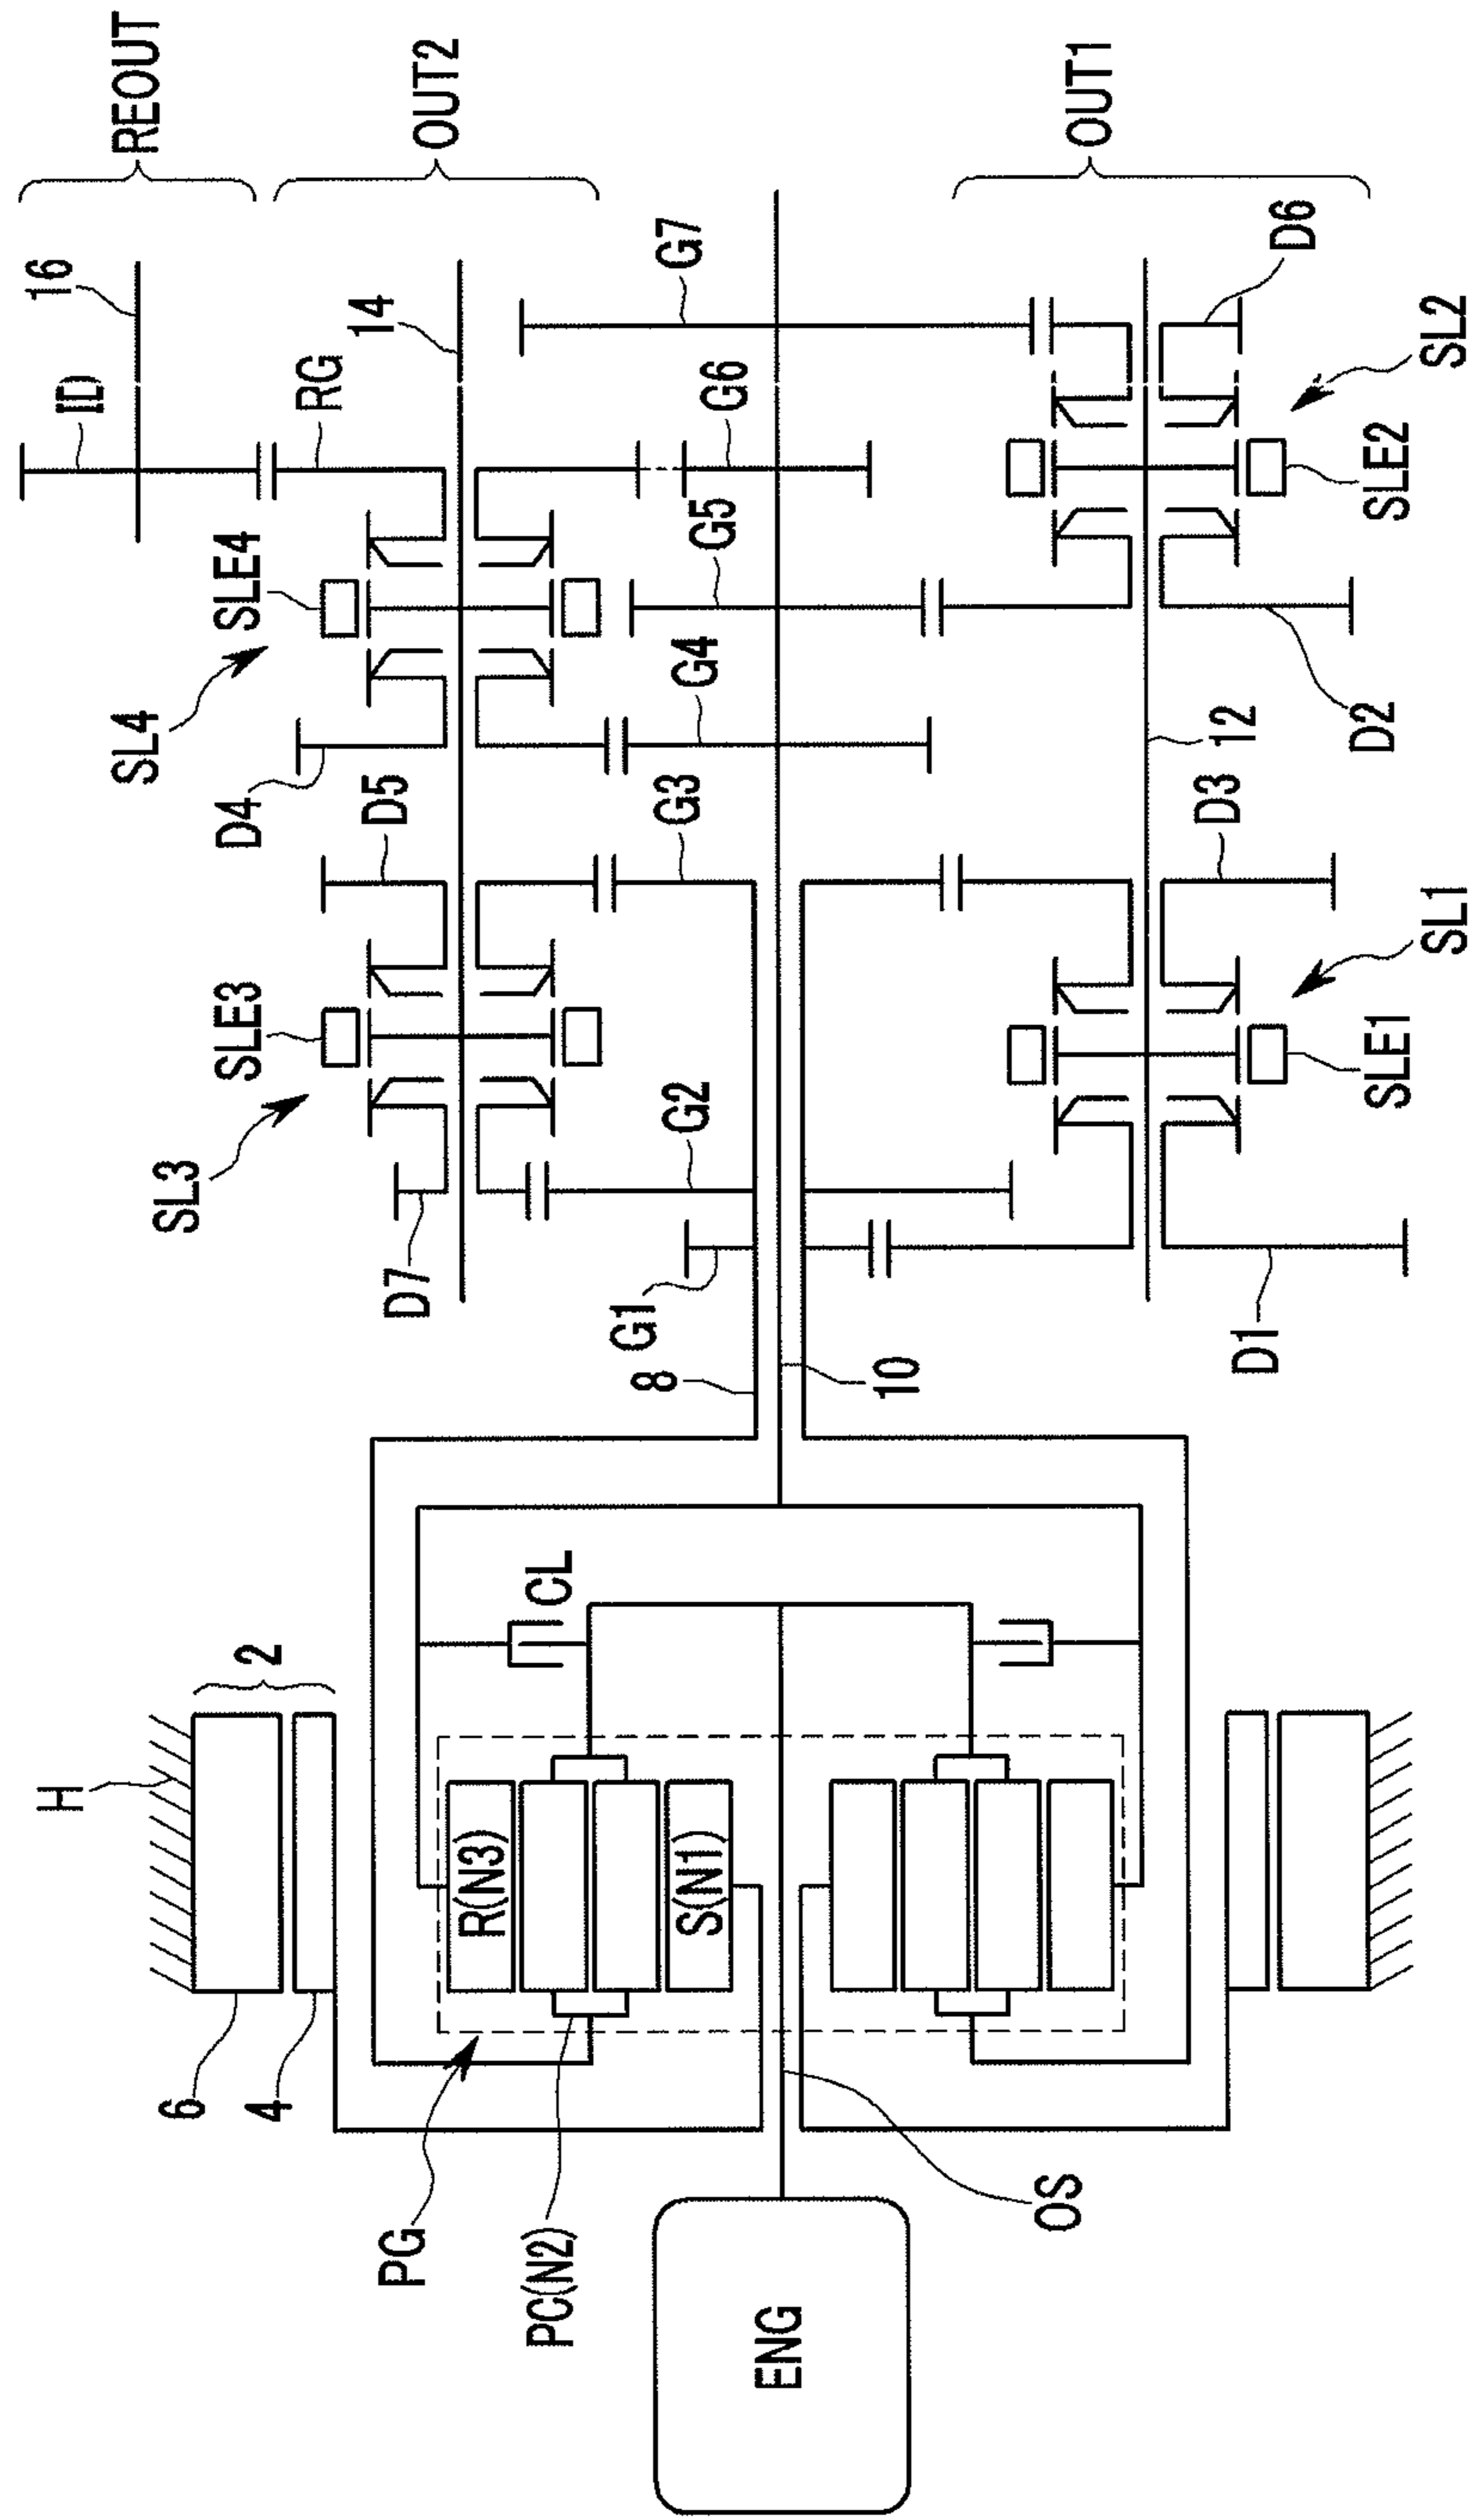 REOUT
OUT2
OUT1
16
ID
14
RG
G7
G6
D6
SL2
SLE2
SLE4
SL4
G5
G4
D2
12
D4
D5
G3
D3
SL1
SLE3
SL3
G2
SLE1
D7
G1
D1
8
10
CL
2
H
R(N3)
S(N1)
6
4
PG
PC(N2)
OS
ENG